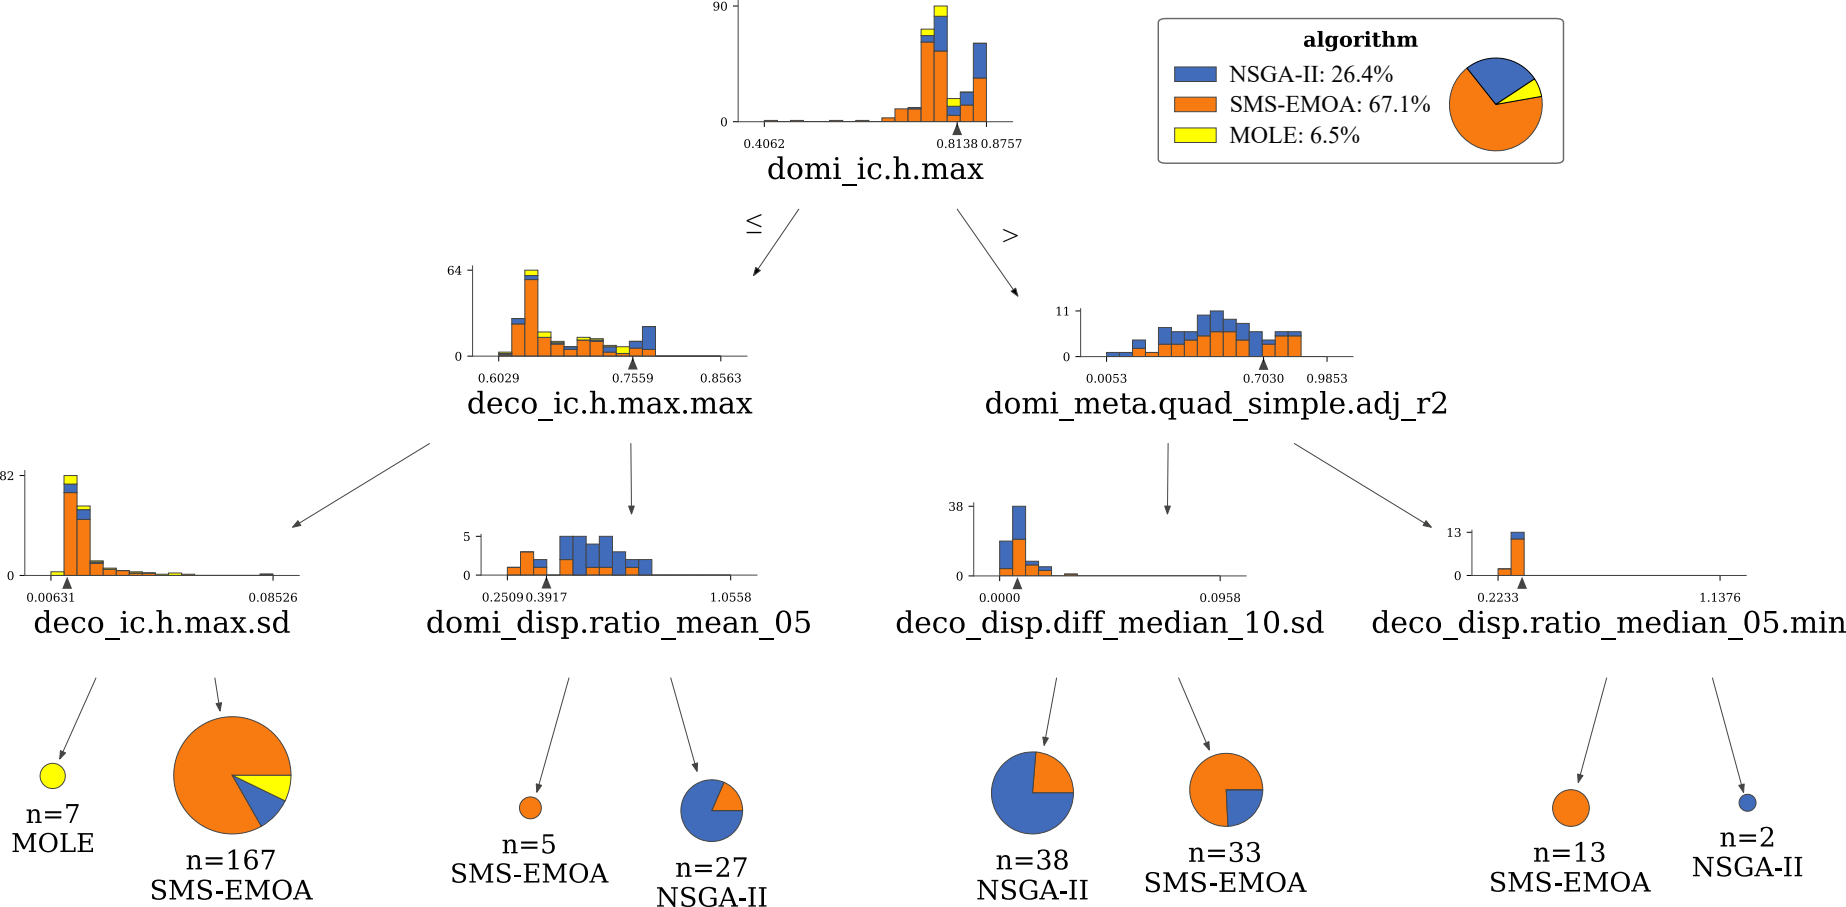 90
0
0.4062
0.8138
0.8757
domi_ic.h.max
algorithm
NSGA-II: 26.4%
SMS-EMOA: 67.1%
MOLE: 6.5%
≤
>
64
0
0.6029
0.7559
0.8563
deco_ic.h.max.max
11
0
0.0053
0.7030
0.9853
domi_meta.quad_simple.adj_r2
82
0
0.00631
0.08526
deco_ic.h.max.sd
5
0
0.2509
0.3917
1.0558
domi_disp.ratio_mean_05
38
0
0.0000
0.0958
deco_disp.diff_median_10.sd
13
0
0.2233
1.1376
deco_disp.ratio_median_05.min
n=7
MOLE
n=167
SMS-EMOA
n=5
SMS-EMOA
n=27
NSGA-II
n=38
NSGA-II
n=33
SMS-EMOA
n=13
SMS-EMOA
n=2
NSGA-II